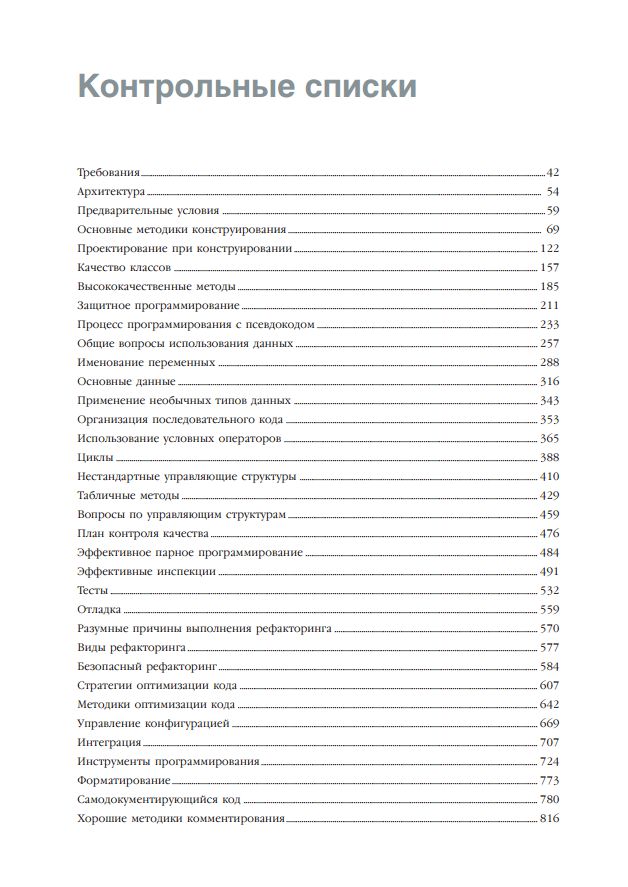 Контрольные списки
Требования 42
Архитектура 54
Предварительные условия 59
Основные методики конструирования 69
Проектирование при конструировании 122
Качество классов 157
Высококачественные методы 185
Защитное программирование 211
Процесс программирования с псевдокодом 233
Общие вопросы использования данных 257
Именование переменных 288
Основные данные 316
Применение необычных типов данных 343
Организация последовательного кода 353
Использование условных операторов 365
Циклы 388
Нестандартные управляющие структуры 410
Табличные методы 429
Вопросы по управляющим структурам 459
План контроля качества 476
Эффективное парное программирование 484
Эффективные инспекции 491
Тесты 532
Отладка 559
Разумные причины выполнения рефакторинга 570
Виды рефакторинга 577
Безопасный рефакторинг 584
Стратегии оптимизации кода 607
Методики оптимизации кода 642
Управление конфигурацией 669
Интеграция 707
Инструменты программирования 724
Форматирование 773
Самодокументирующийся код 780
Хорошие методики комментирования 816